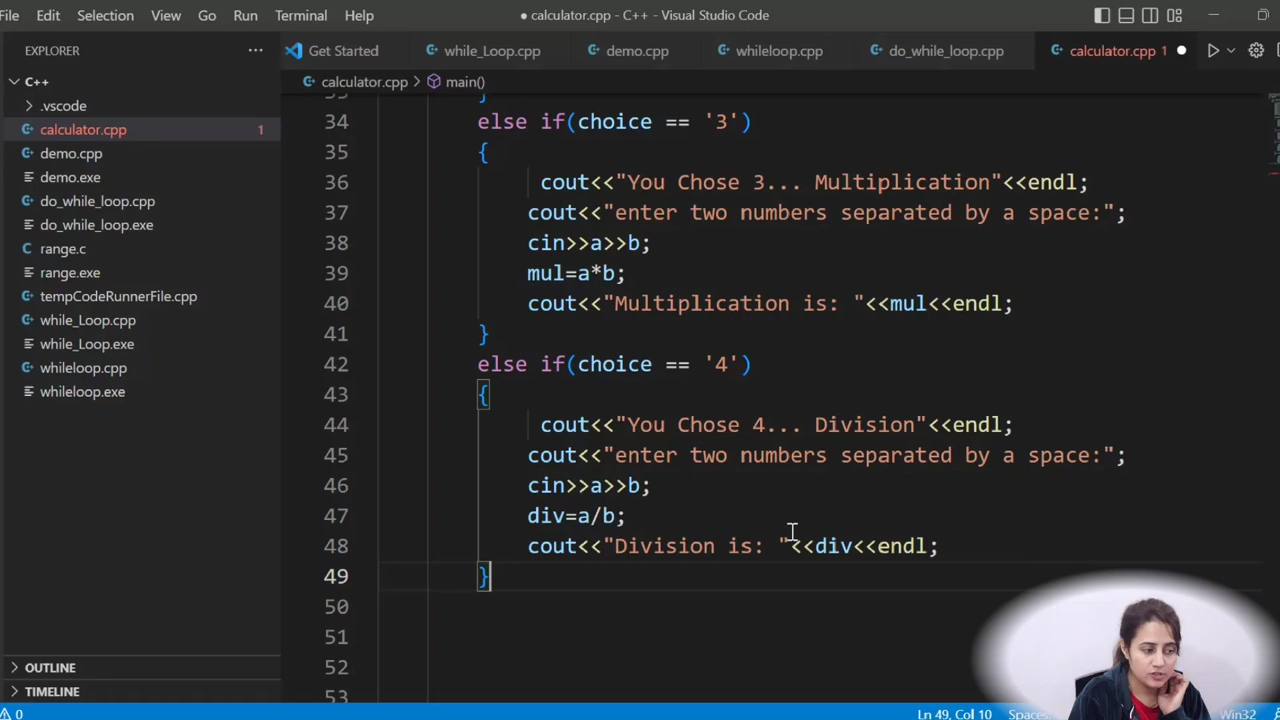 File Edit Selection View Go Run Terminal Help
● calculator.cpp - C++ - Visual Studio Code
EXPLORER ...
Get Started while_Loop.cpp demo.cpp whileloop.cpp do_while_loop.cpp calculator.cpp 1
calculator.cpp > main()
C++
.vscode
calculator.cpp 1
demo.cpp
demo.exe
do_while_loop.cpp
do_while_loop.exe
range.c
range.exe
tempCodeRunnerFile.cpp
while_Loop.cpp
while_Loop.exe
whileloop.cpp
whileloop.exe
OUTLINE
TIMELINE
33 }
34 else if(choice == '3')
35 {
36 cout<<"You Chose 3... Multiplication"<<endl;
37 cout<<"enter two numbers separated by a space:";
38 cin>>a>>b;
39 mul=a*b;
40 cout<<"Multiplication is: "<<mul<<endl;
41 }
42 else if(choice == '4')
43 {
44 cout<<"You Chose 4... Division"<<endl;
45 cout<<"enter two numbers separated by a space:";
46 cin>>a>>b;
47 div=a/b;
48 cout<<"Division is: "<<div<<endl;
49 }
50
51
52
53
0 Ln 49, Col 10 Spaces Win32